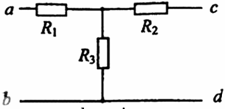 a R₁ R₂ c
R₃
b d